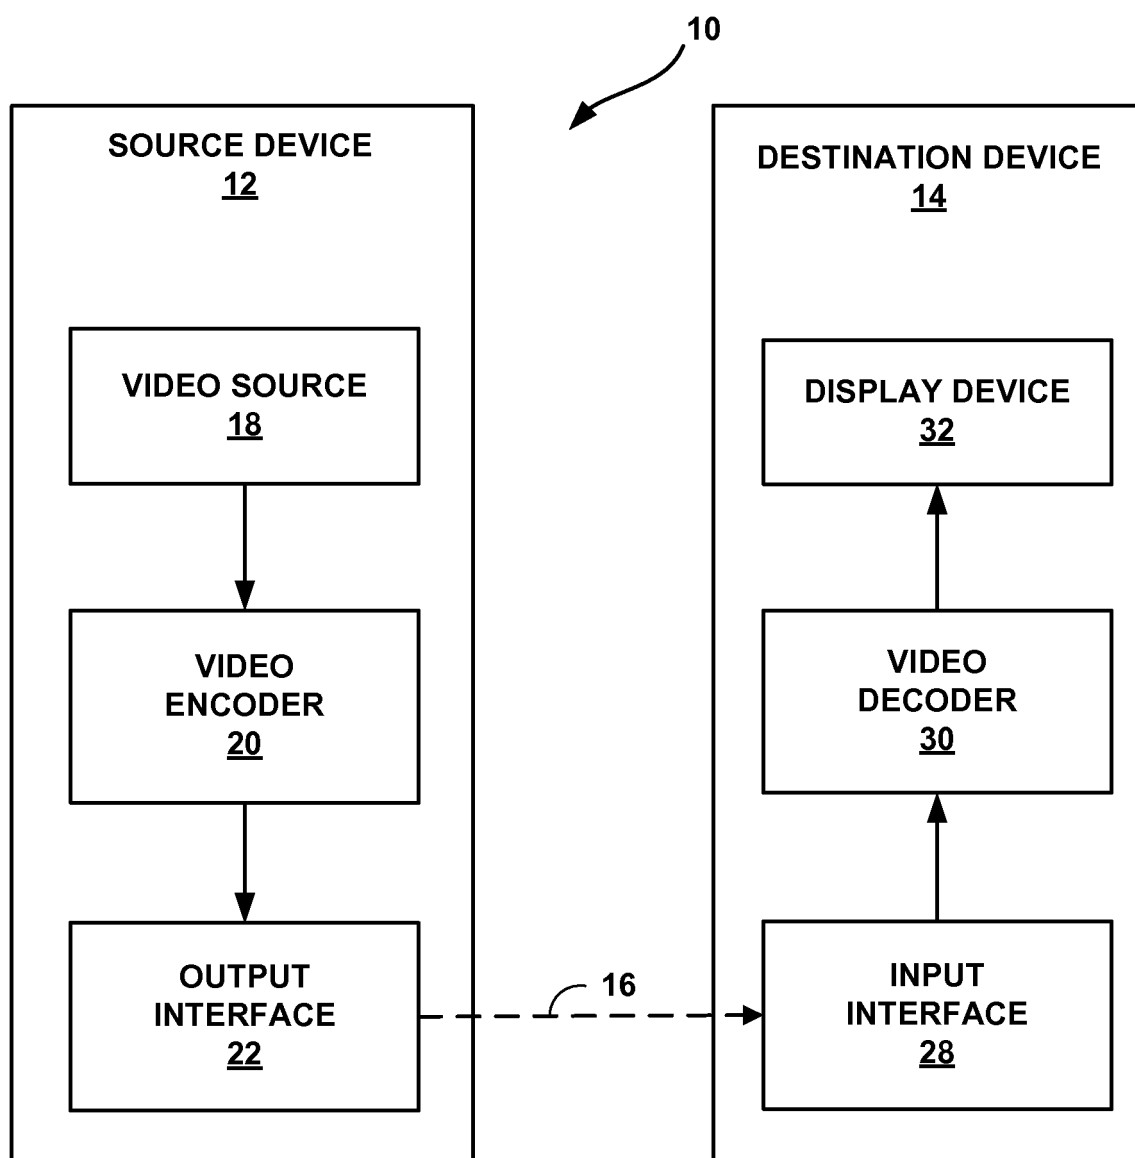 10
SOURCE DEVICE
12
VIDEO SOURCE
18
VIDEO
ENCODER
20
OUTPUT
INTERFACE
22
16
DESTINATION DEVICE
14
DISPLAY DEVICE
32
VIDEO
DECODER
30
INPUT
INTERFACE
28